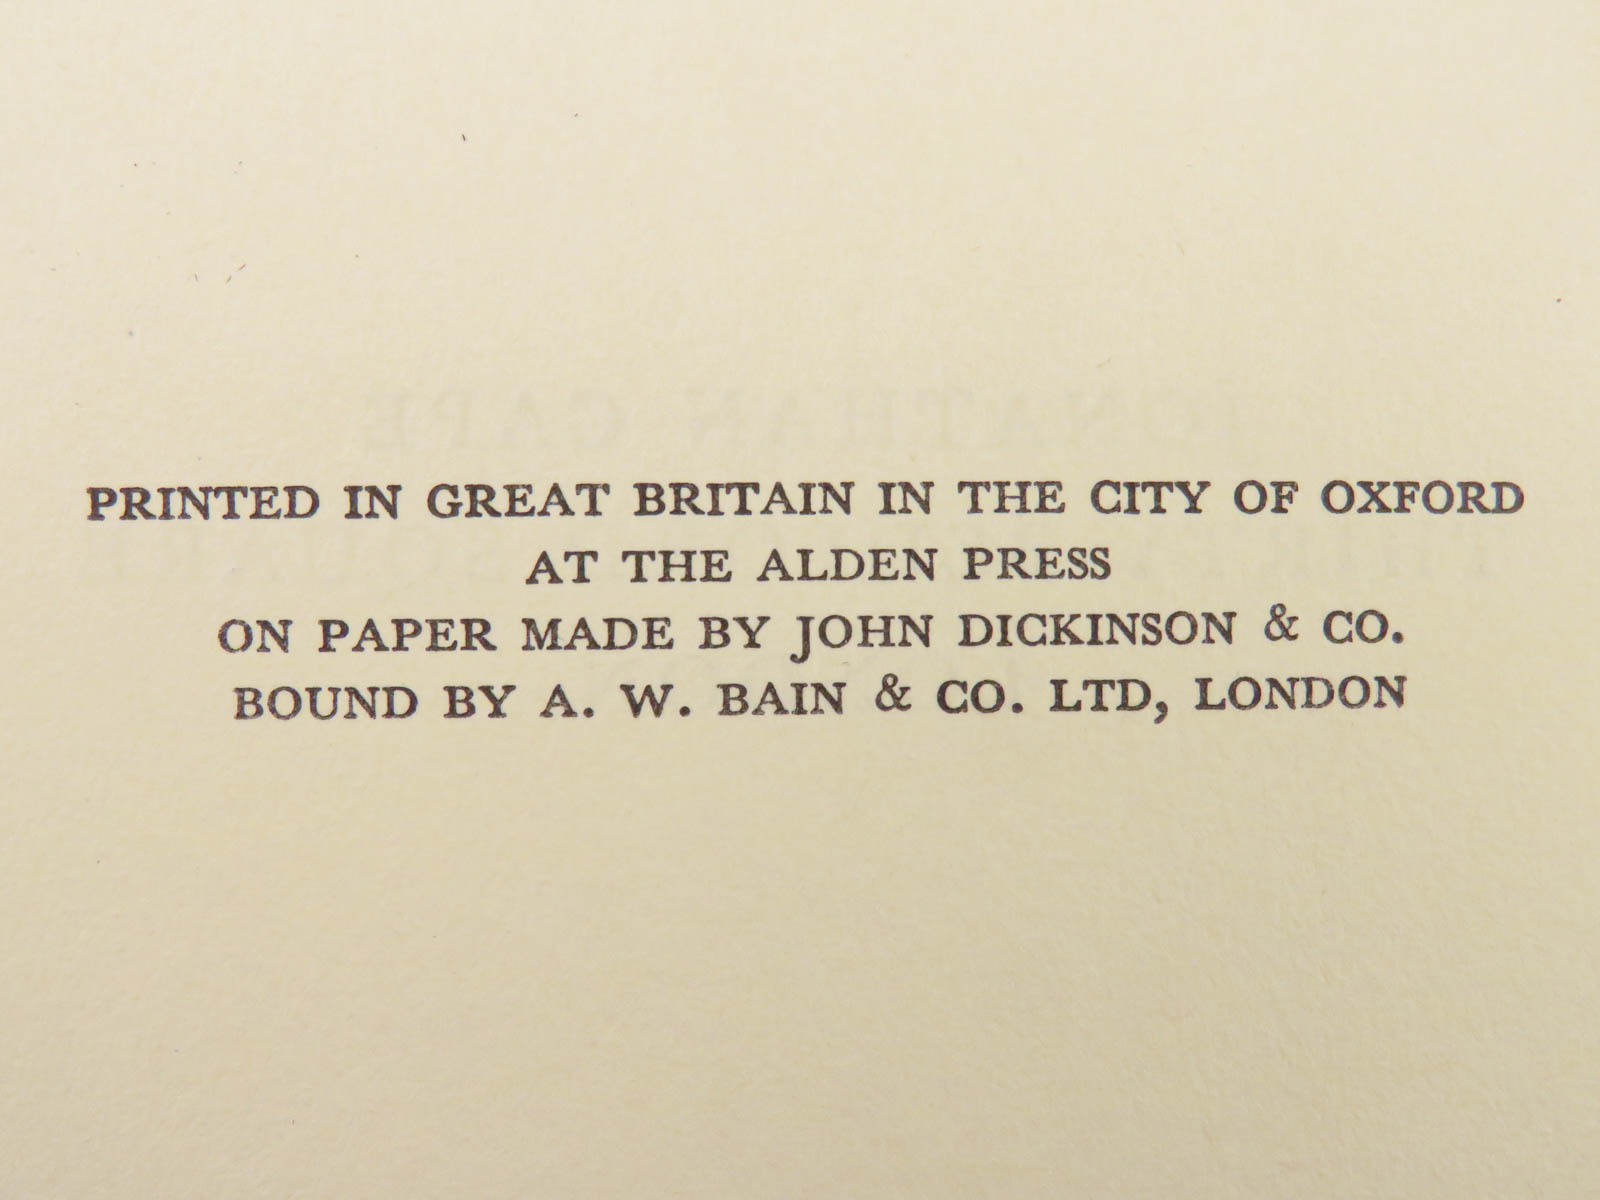 PRINTED IN GREAT BRITAIN IN THE CITY OF OXFORD
AT THE ALDEN PRESS
ON PAPER MADE BY JOHN DICKINSON & CO.
BOUND BY A. W. BAIN & CO. LTD, LONDON